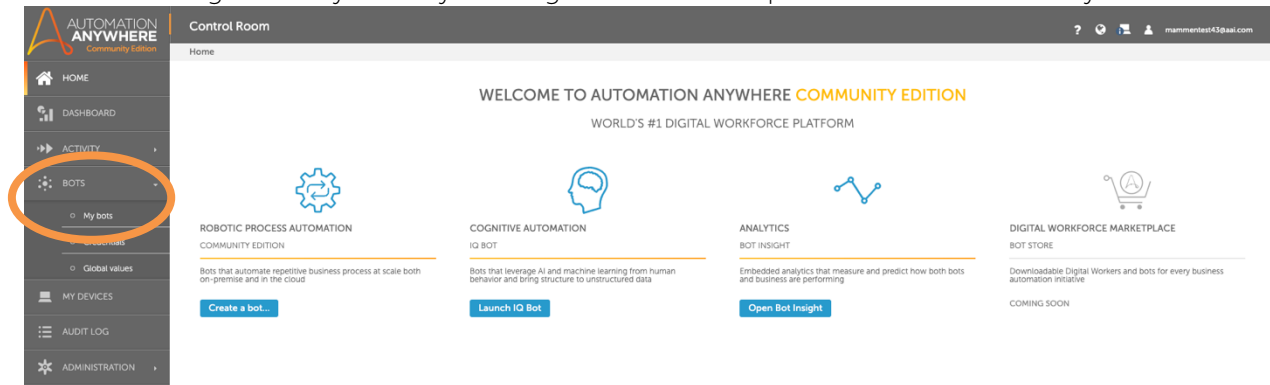 AUTOMATION
ANYWHERE
Community Edition
Control Room
mammentest43@aai.com
Home
HOME
DASHBOARD
ACTIVITY
BOTS
My bots
Credentials
Global values
MY DEVICES
AUDIT LOG
ADMINISTRATION
WELCOME TO AUTOMATION ANYWHERE COMMUNITY EDITION
WORLD'S #1 DIGITAL WORKFORCE PLATFORM
ROBOTIC PROCESS AUTOMATION
COMMUNITY EDITION
Bots that automate repetitive business process at scale both
on-premise and in the cloud
Create a bot...
COGNITIVE AUTOMATION
IQ BOT
Bots that leverage AI and machine learning from human
behavior and bring structure to unstructured data
Launch IQ Bot
ANALYTICS
BOT INSIGHT
Embedded analytics that measure and predict how both bots
and business are performing
Open Bot Insight
DIGITAL WORKFORCE MARKETPLACE
BOT STORE
Downloadable Digital Workers and bots for every business
automation initiative
COMING SOON